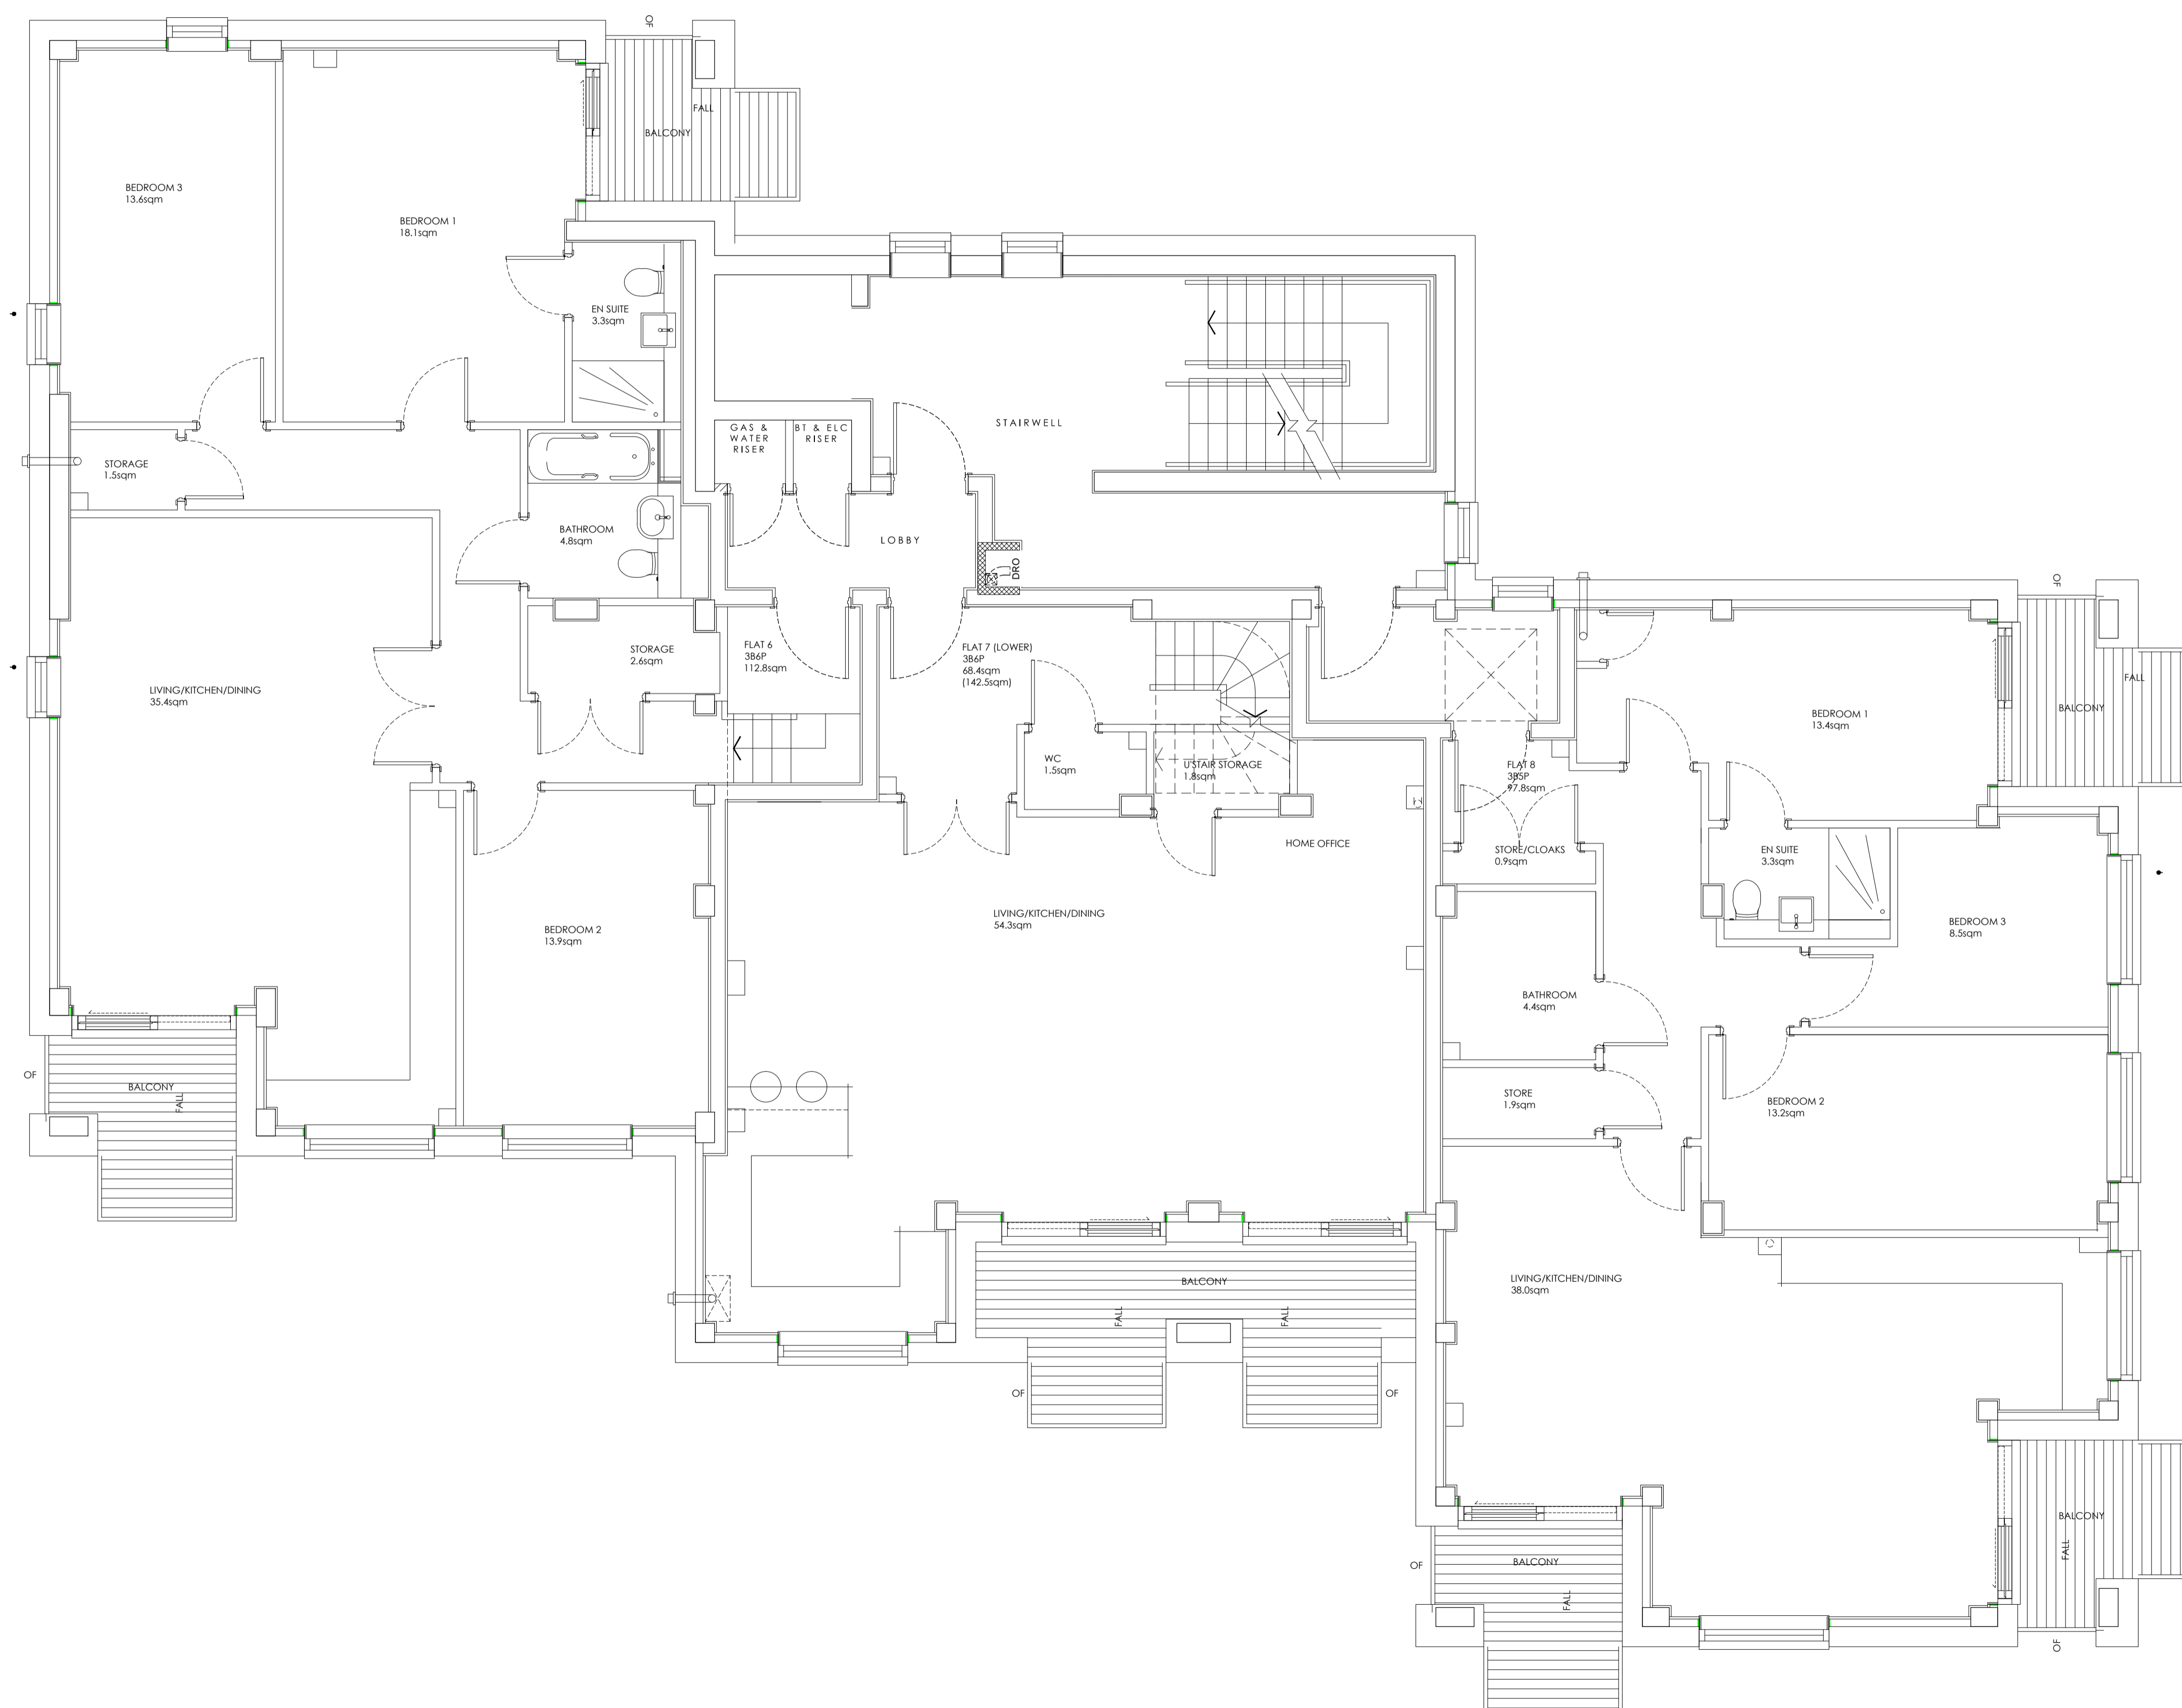 OF
FALL
BALCONY
BEDROOM 3
13.6sqm
BEDROOM 1
18.1sqm
EN SUITE
3.3sqm
STAIRWELL
GAS &
WATER
RISER
BT & ELC
RISER
STORAGE
1.5sqm
BATHROOM
4.8sqm
LOBBY
DRO
OF
STORAGE
2.6sqm
FLAT 6
3B6P
112.8sqm
FLAT 7 (LOWER)
3B6P
68.4sqm
(142.5sqm)
FALL
BALCONY
LIVING/KITCHEN/DINING
35.4sqm
BEDROOM 1
13.4sqm
WC
1.5sqm
U'STAIR STORAGE
1.8sqm
FLAT 8
3B5P
97.8sqm
HOME OFFICE
STORE/CLOAKS
0.9sqm
EN SUITE
3.3sqm
LIVING/KITCHEN/DINING
54.3sqm
BEDROOM 2
13.9sqm
BEDROOM 3
8.5sqm
BATHROOM
4.4sqm
OF
BALCONY
FALL
STORE
1.9sqm
BEDROOM 2
13.2sqm
LIVING/KITCHEN/DINING
38.0sqm
BALCONY
FALL
FALL
OF
OF
BALCONY
FALL
OF
BALCONY
FALL
OF